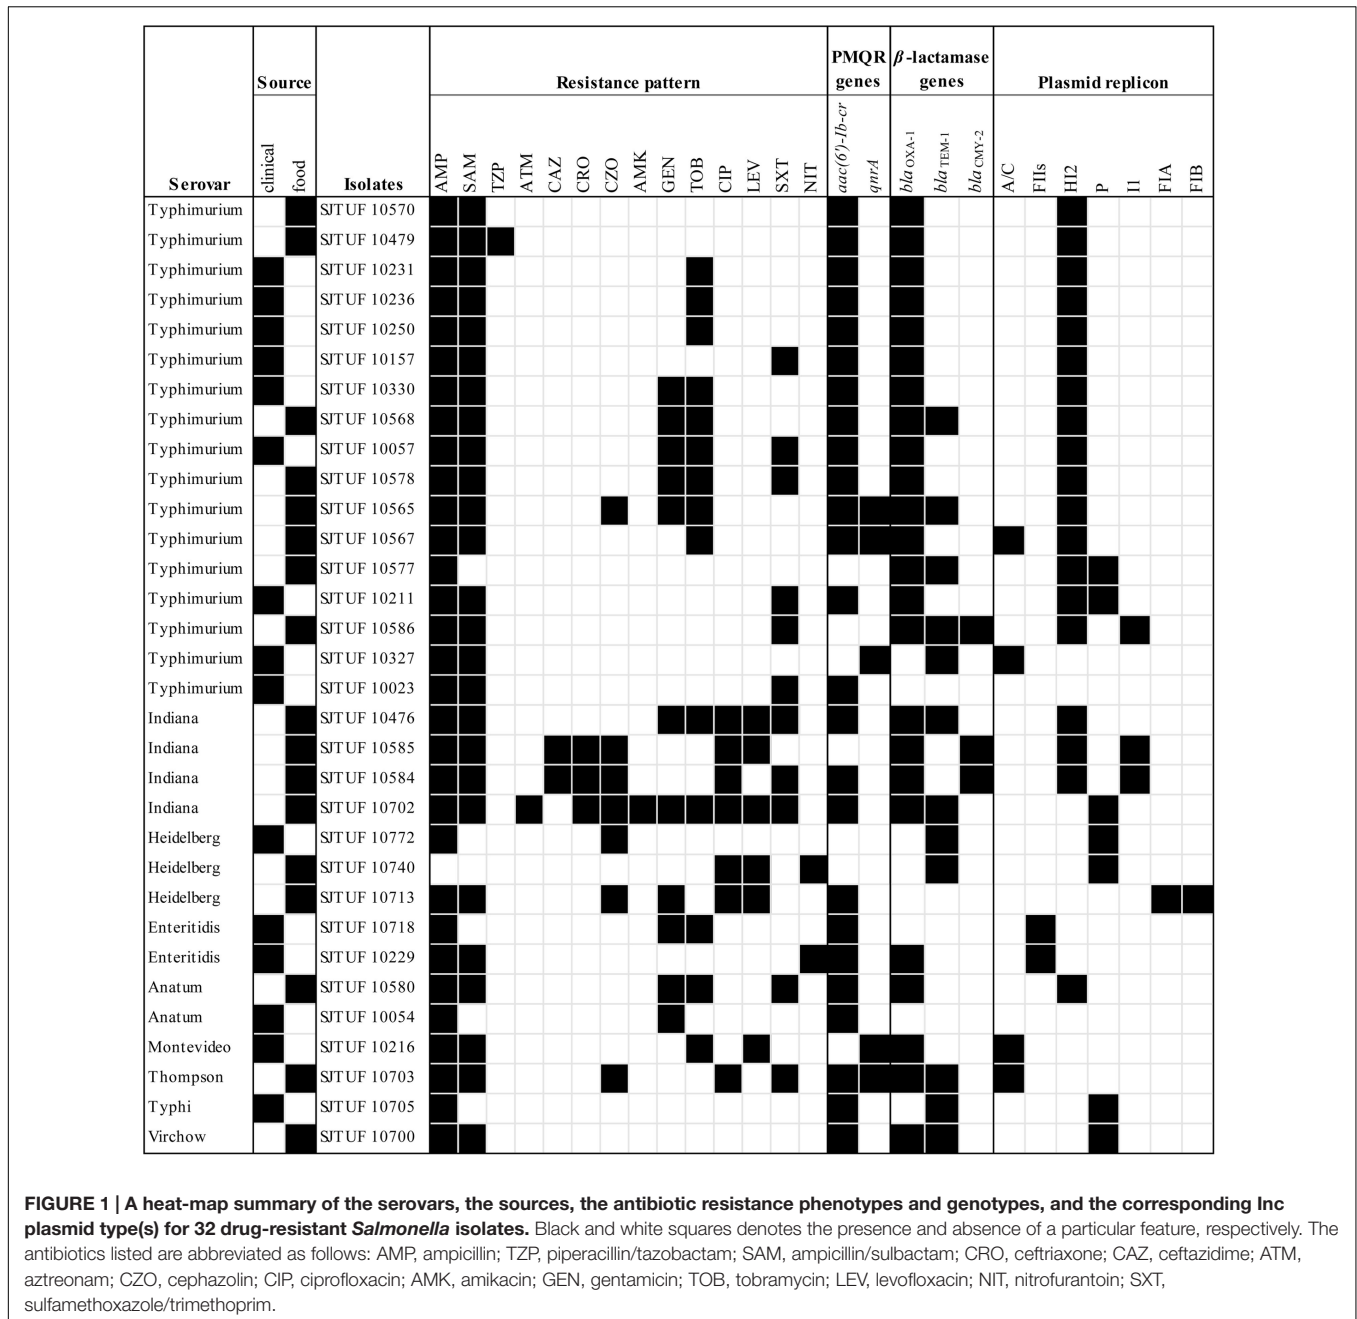 PMQR β-lactamase
Source Resistance pattern genes genes Plasmid replicon
Serovar clinical food Isolates AMP SAM TZP ATM CAZ CRO CZO AMK GEN TOB CIP LEV SXT NIT aac(6')-Ib-cr qnrA bla OXA-1 bla TEM-1 bla CMY-2 A/C FIIs HI2 P I1 FIA FIB
Typhimurium SJTUF 10570
Typhimurium SJTUF 10479
Typhimurium SJTUF 10231
Typhimurium SJTUF 10236
Typhimurium SJTUF 10250
Typhimurium SJTUF 10157
Typhimurium SJTUF 10330
Typhimurium SJTUF 10568
Typhimurium SJTUF 10057
Typhimurium SJTUF 10578
Typhimurium SJTUF 10565
Typhimurium SJTUF 10567
Typhimurium SJTUF 10577
Typhimurium SJTUF 10211
Typhimurium SJTUF 10586
Typhimurium SJTUF 10327
Typhimurium SJTUF 10023
Indiana SJTUF 10476
Indiana SJTUF 10585
Indiana SJTUF 10584
Indiana SJTUF 10702
Heidelberg SJTUF 10772
Heidelberg SJTUF 10740
Heidelberg SJTUF 10713
Enteritidis SJTUF 10718
Enteritidis SJTUF 10229
Anatum SJTUF 10580
Anatum SJTUF 10054
Montevideo SJTUF 10216
Thompson SJTUF 10703
Typhi SJTUF 10705
Virchow SJTUF 10700
FIGURE 1 | A heat-map summary of the serovars, the sources, the antibiotic resistance phenotypes and genotypes, and the corresponding Inc
plasmid type(s) for 32 drug-resistant Salmonella isolates. Black and white squares denotes the presence and absence of a particular feature, respectively. The
antibiotics listed are abbreviated as follows: AMP, ampicillin; TZP, piperacillin/tazobactam; SAM, ampicillin/sulbactam; CRO, ceftriaxone; CAZ, ceftazidime; ATM,
aztreonam; CZO, cephazolin; CIP, ciprofloxacin; AMK, amikacin; GEN, gentamicin; TOB, tobramycin; LEV, levofloxacin; NIT, nitrofurantoin; SXT,
sulfamethoxazole/trimethoprim.